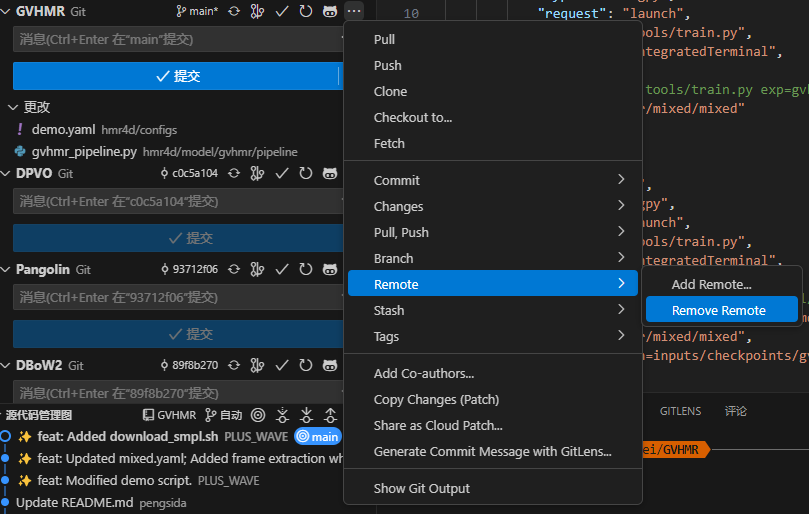 GVHMR Git main*
消息(Ctrl+Enter 在"main"提交)
提交
更改
! demo.yaml hmr4d/configs
gvhmr_pipeline.py hmr4d/model/gvhmr/pipeline
DPVO Git c0c5a104
消息(Ctrl+Enter 在"c0c5a104"提交)
提交
Pangolin Git 93712f06
消息(Ctrl+Enter 在"93712f06"提交)
提交
DBoW2 Git 89f8b270
消息(Ctrl+Enter 在"89f8b270"提交)
源代码管理图 GVHMR 自动
feat: Added download_smpl.sh PLUS_WAVE main
feat: Updated mixed.yaml; Added frame extraction wh
feat: Modified demo script. PLUS_WAVE
Update README.md pengsida
Pull
Push
Clone
Checkout to...
Fetch
Commit
Changes
Pull, Push
Branch
Remote
Stash
Tags
Add Co-authors...
Copy Changes (Patch)
Share as Cloud Patch...
Generate Commit Message with GitLens...
Show Git Output
Add Remote...
Remove Remote
10 "request": "launch",
ools/train.py",
ntegratedTerminal",
tools/train.py exp=gv
r/mixed/mixed"
gpy",
aunch",
ools/train.py",
ntegratedTerminal",
r/mixed/mixed",
n=inputs/checkpoints/gv
GITLENS 评论
ei/GVHMR